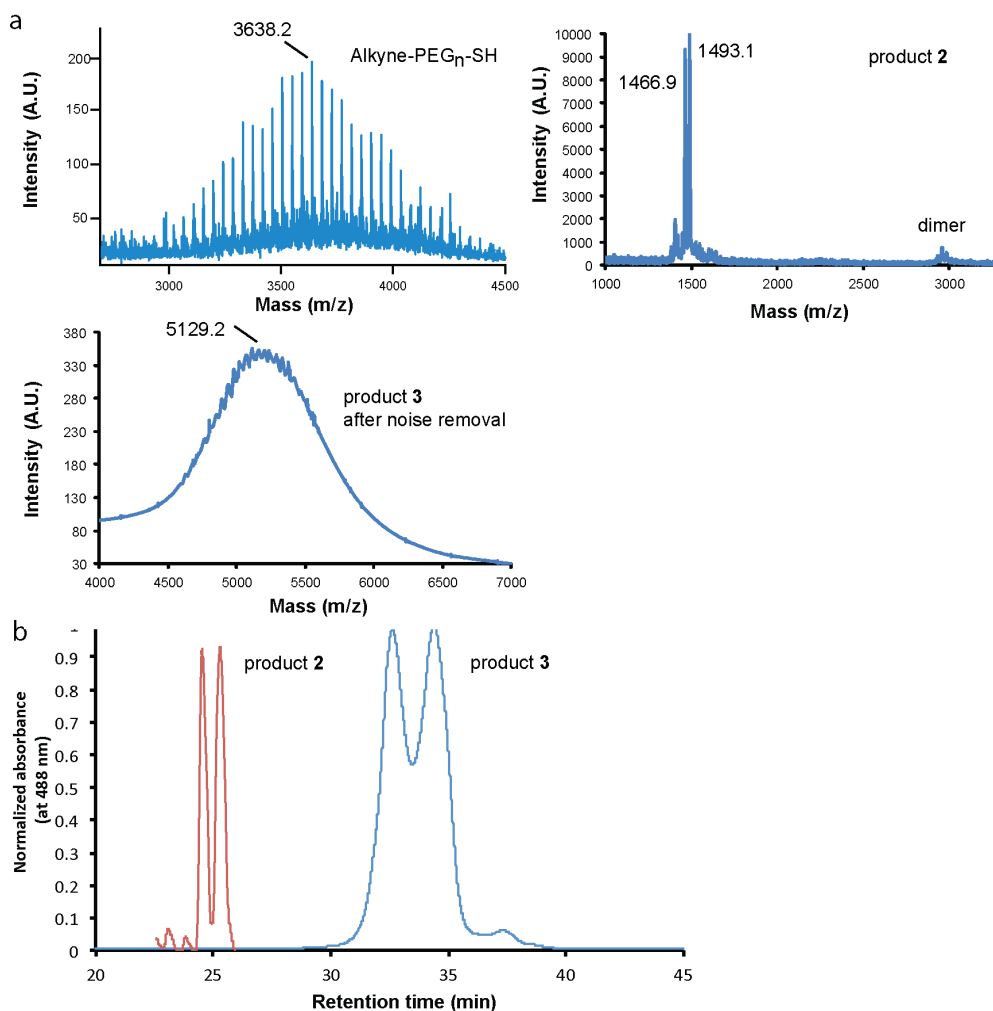 a
3638.2
Alkyne-PEGn-SH
200
150
100
50
Intensity (A.U.)
3000 3500 4000 4500
Mass (m/z)
10000
9000
8000
7000
6000
5000
4000
3000
2000
1000
0
Intensity (A.U.)
1493.1
1466.9
product 2
dimer
1000 1500 2000 2500 3000
Mass (m/z)
5129.2
380
330
280
230
180
130
80
30
Intensity (A.U.)
product 3
after noise removal
4000 4500 5000 5500 6000 6500 7000
Mass (m/z)
b
0.9
0.8
0.7
0.6
0.5
0.4
0.3
0.2
0.1
0
Normalized absorbance
(at 488 nm)
product 2
product 3
20 25 30 35 40 45
Retention time (min)